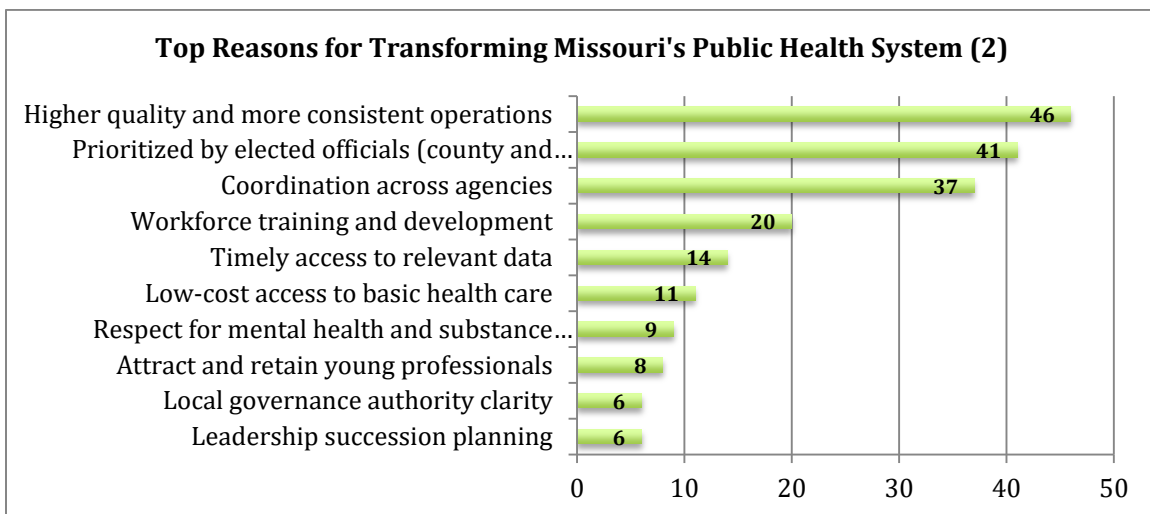 Top Reasons for Transforming Missouri's Public Health System (2)
Higher quality and more consistent operations 46
Prioritized by elected officials (county and... 41
Coordination across agencies 37
Workforce training and development 20
Timely access to relevant data 14
Low-cost access to basic health care 11
Respect for mental health and substance... 9
Attract and retain young professionals 8
Local governance authority clarity 6
Leadership succession planning 6
0 10 20 30 40 50